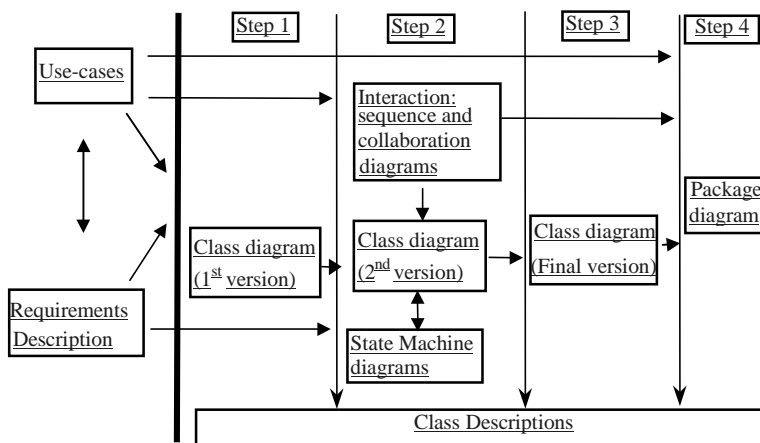 Step 1
Step 2
Step 3
Step 4
Use-cases
Interaction:
sequence and
collaboration
diagrams
Package
diagram
Class diagram
(1st version)
Class diagram
(2nd version)
Class diagram
(Final version)
Requirements
Description
State Machine
diagrams
Class Descriptions